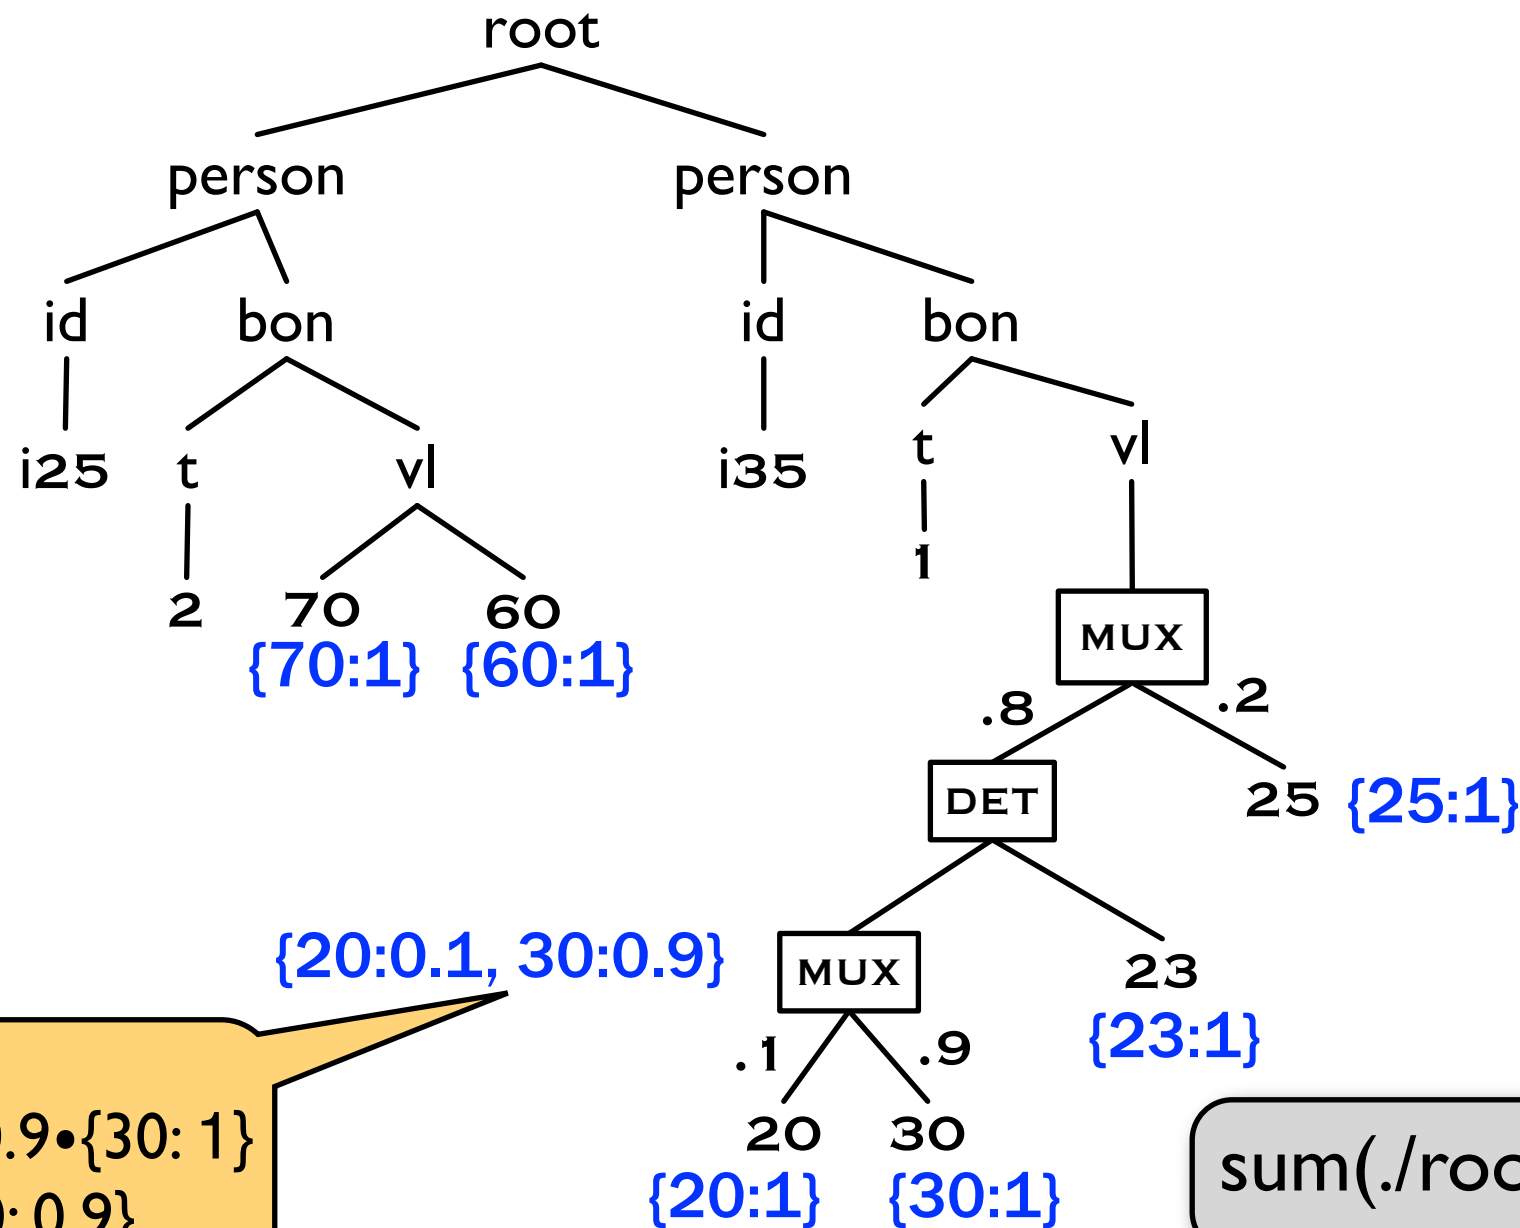 root
person person
id bon id bon
i25 t vl i35 t vl
2 70 60 1
{70:1} {60:1}
MUX
.8 .2
DET 25 {25:1}
{20:0.1, 30:0.9} MUX 23
{23:1}
.1 .9
20 30
{20:1} {30:1}
.9•{30: 1}
: 0.9}
sum(./roo